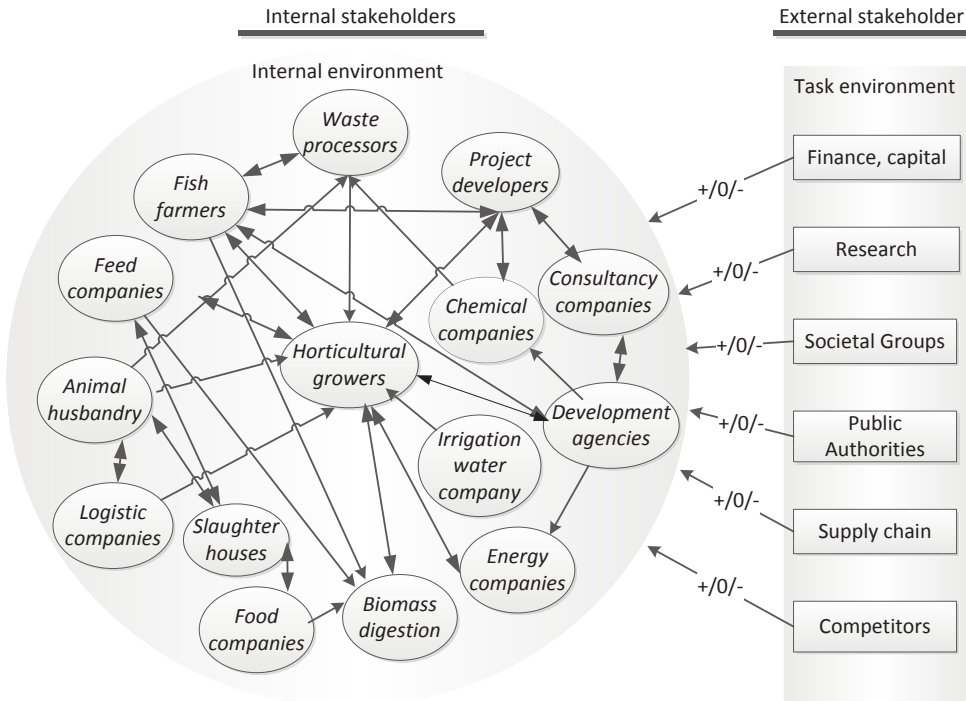 Internal stakeholders
External stakeholder
Internal environment
Task environment
Waste
processors
Project
developers
Fish
farmers
Feed
companies
Consultancy
companies
Chemical
companies
Horticultural
growers
Animal
husbandry
Development
agencies
Irrigation
water
company
Logistic
companies
Slaughter
houses
Energy
companies
Food
companies
Biomass
digestion
+/0/-
Finance, capital
+/0/-
Research
+/0/-
Societal Groups
+/0/-
Public
Authorities
+/0/-
Supply chain
+/0/-
Competitors